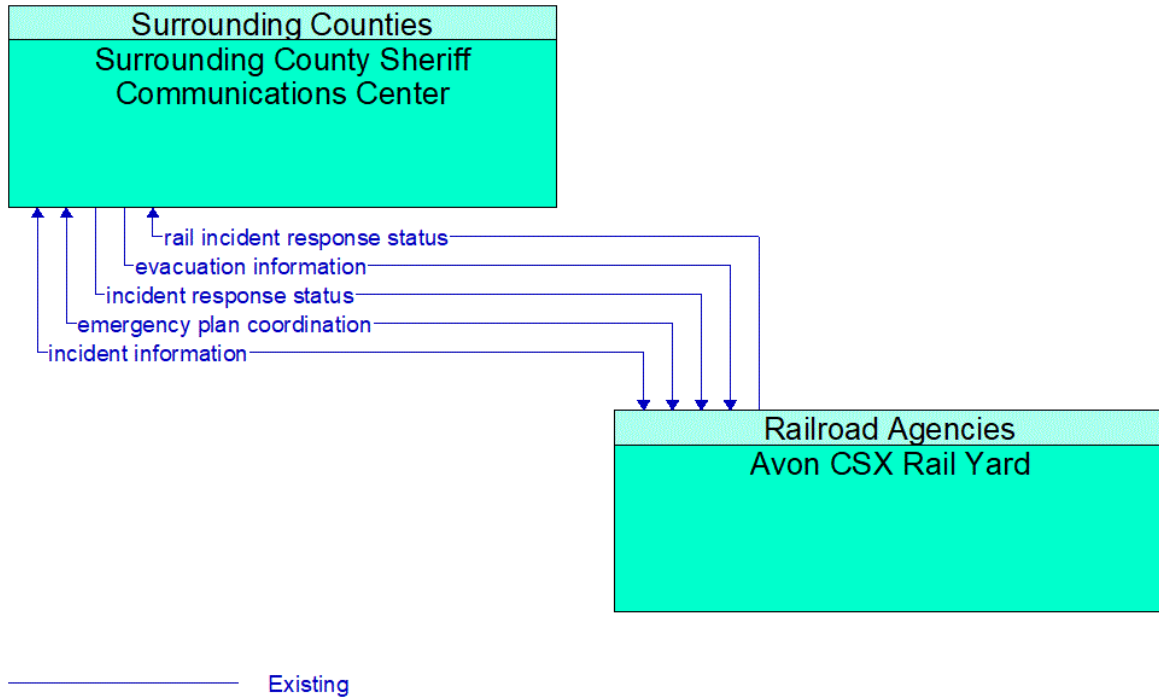 Surrounding Counties
Surrounding County Sheriff
Communications Center
rail incident response status
evacuation information
incident response status
emergency plan coordination
incident information
Railroad Agencies
Avon CSX Rail Yard
Existing